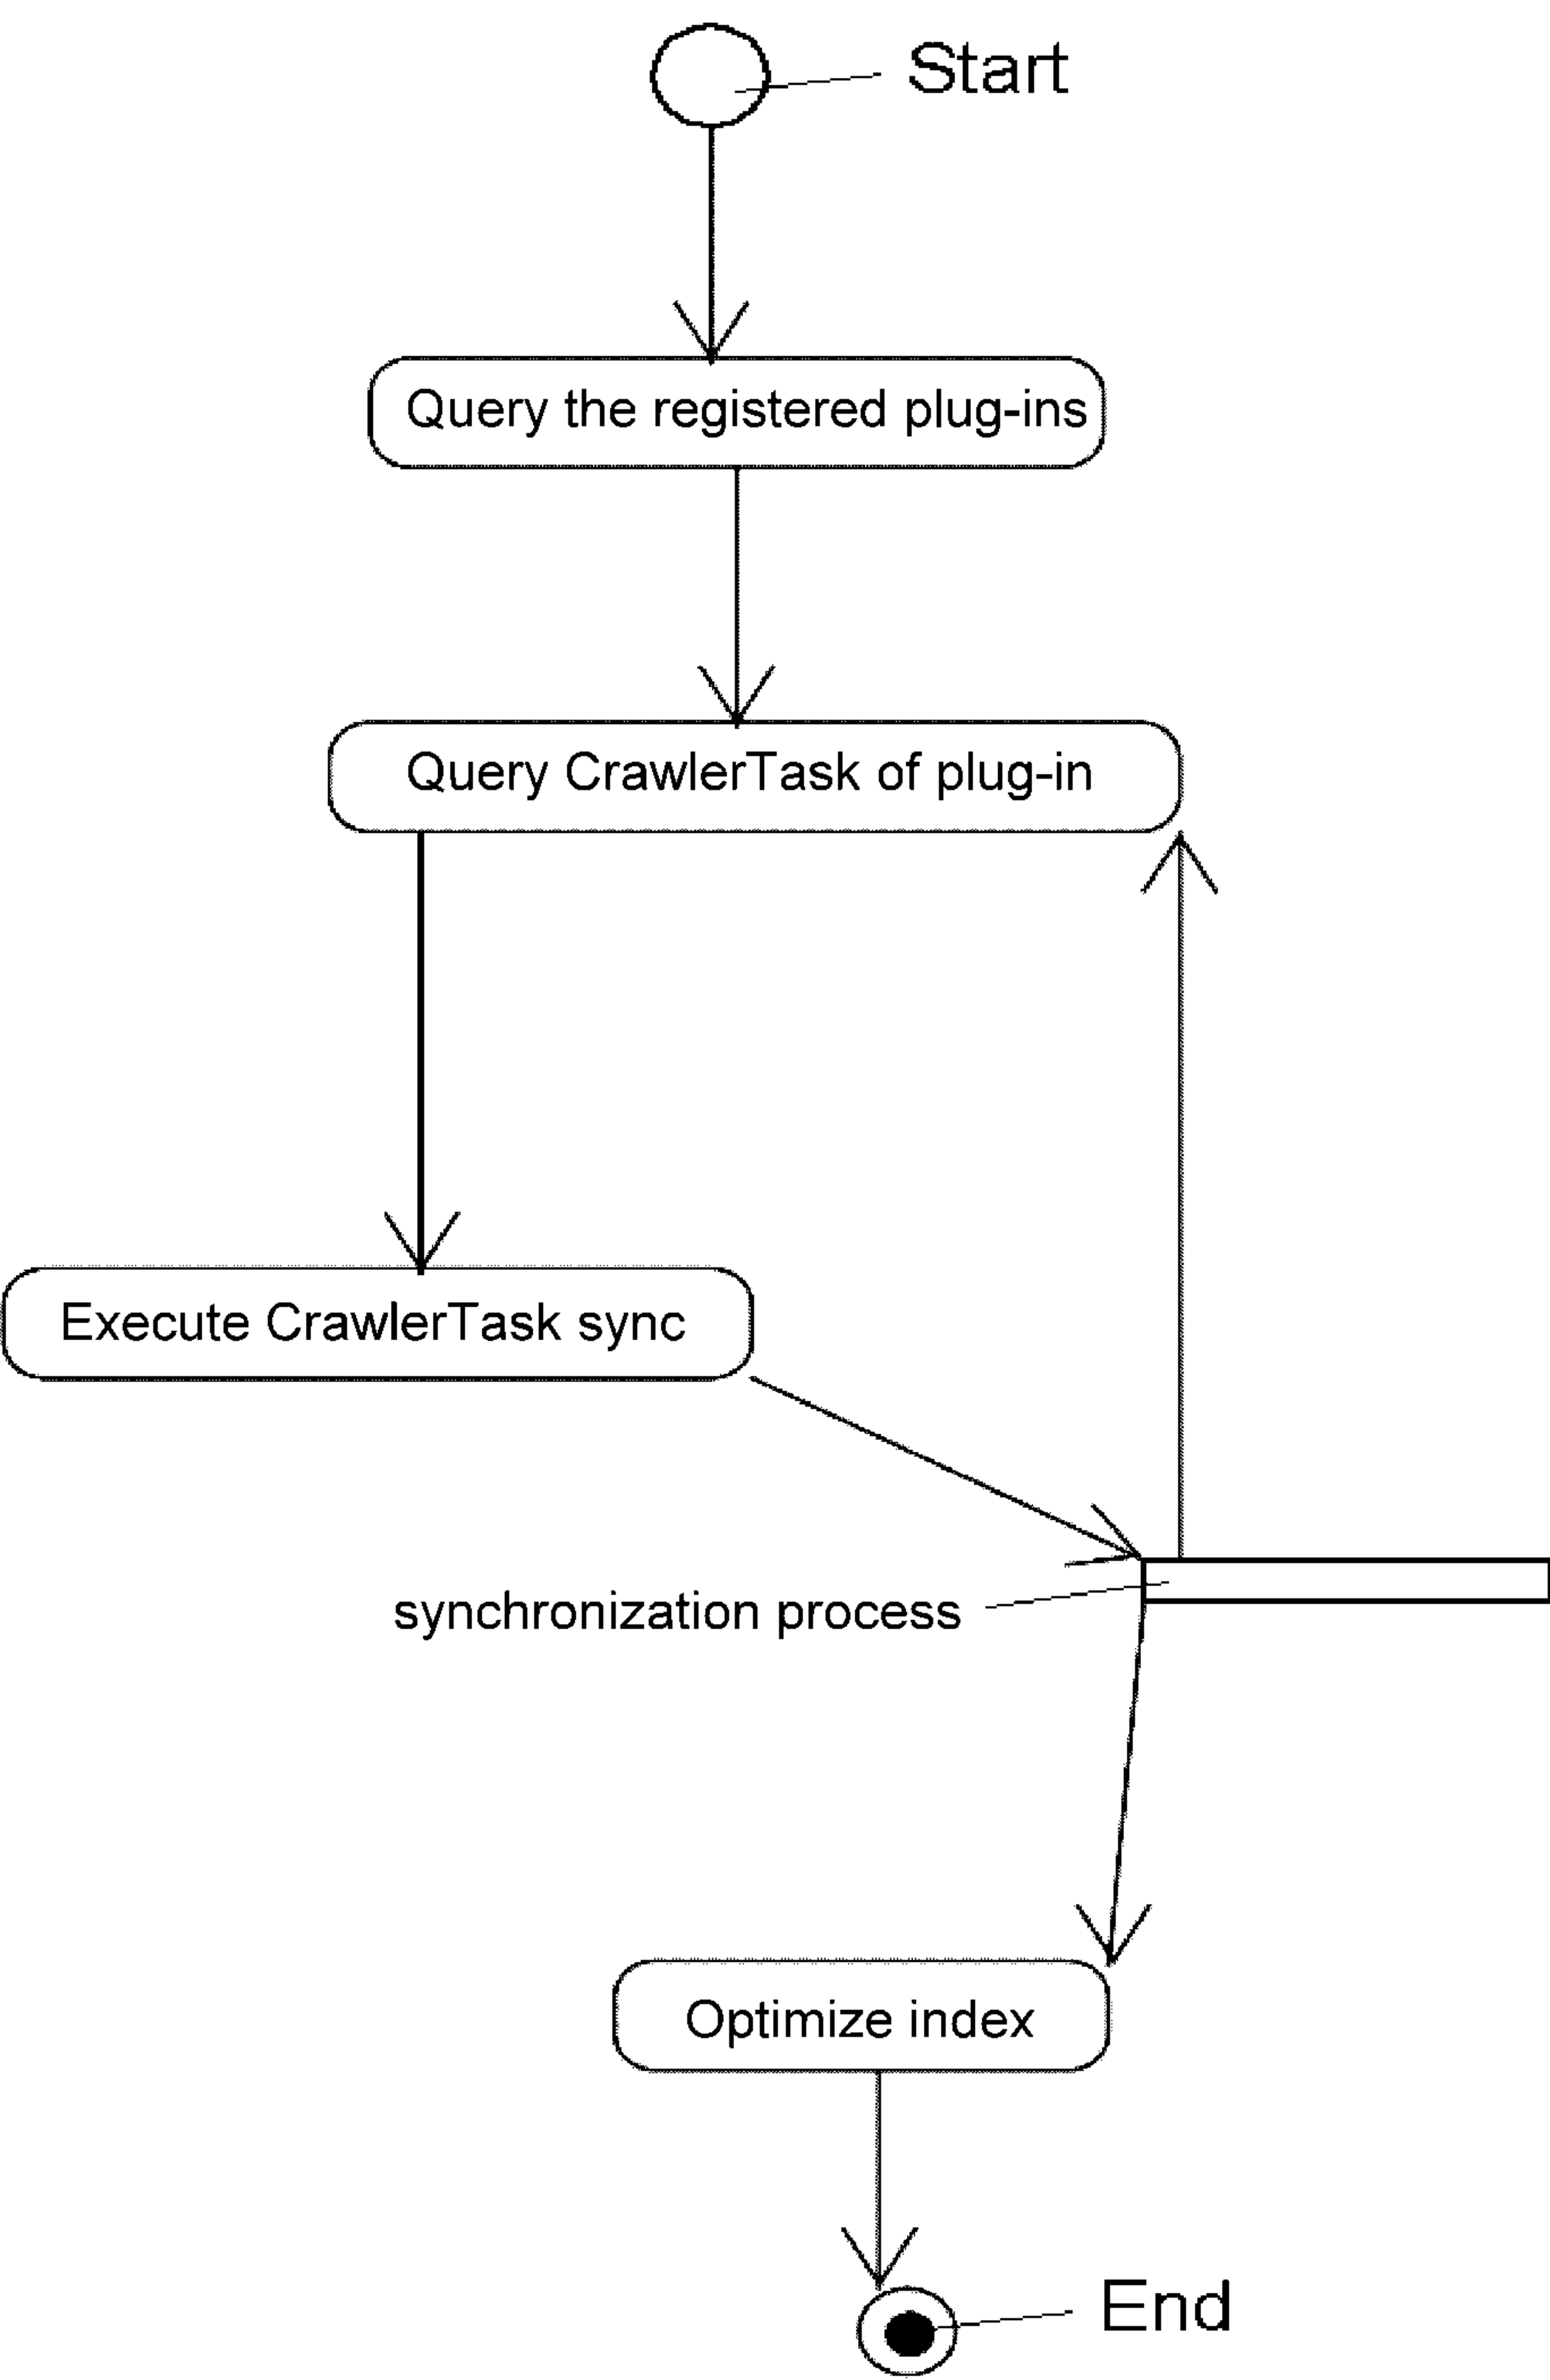 Start
Query the registered plug-ins
Query CrawlerTask of plug-in
Execute CrawlerTask sync
synchronization process
Optimize index
End